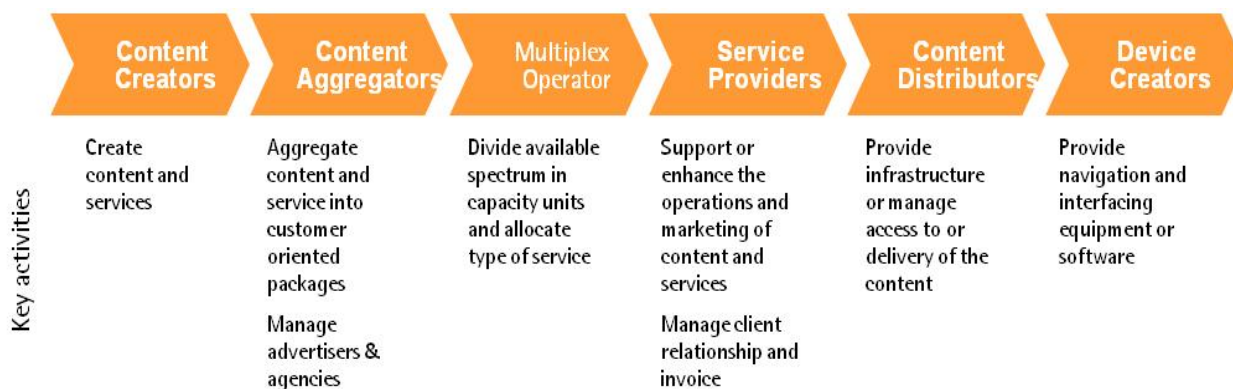 Content
Creators
Content
Aggregators
Multiplex
Operator
Service
Providers
Content
Distributors
Device
Creators
Key activities
Create
content and
services
Aggregate
content and
service into
customer
oriented
packages
Manage
advertisers &
agencies
Divide available
spectrum in
capacity units
and allocate
type of service
Support or
enhance the
operations and
marketing of
content and
services
Manage client
relationship and
invoice
Provide
infrastructure
or manage
access to or
delivery of the
content
Provide
navigation and
interfacing
equipment or
software